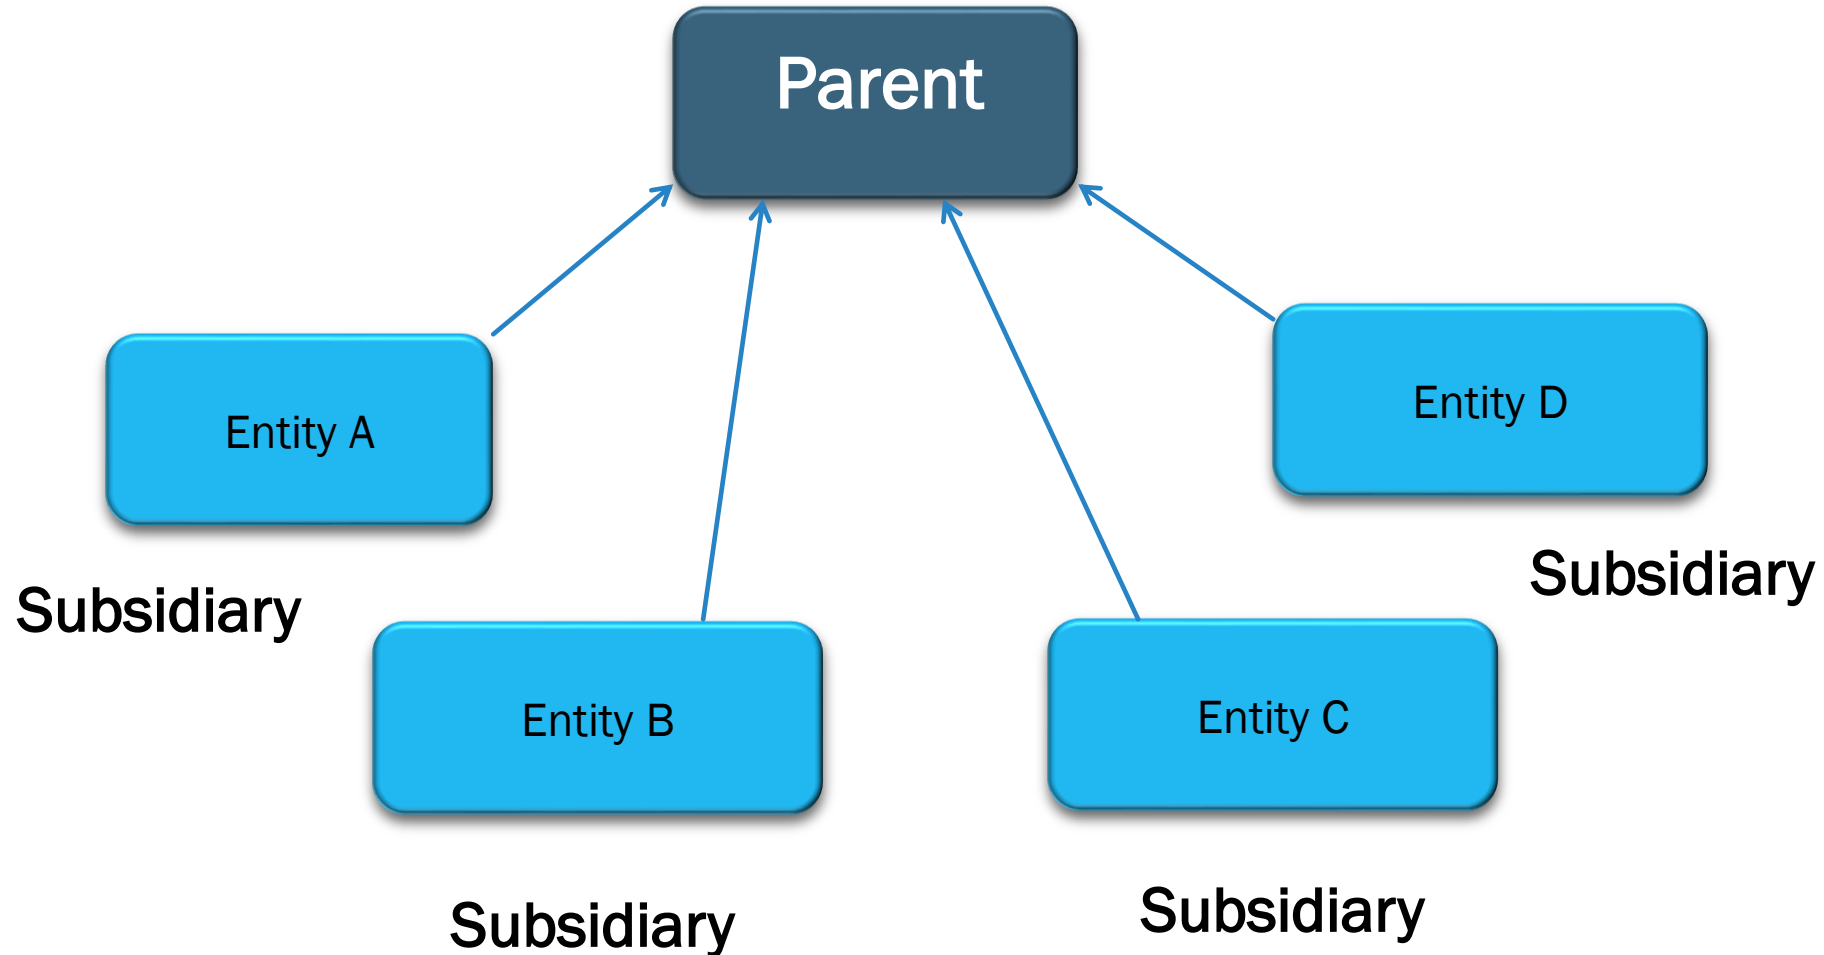 Parent
Entity D
Entity A
Subsidiary
Subsidiary
Entity B
Entity C
Subsidiary
Subsidiary